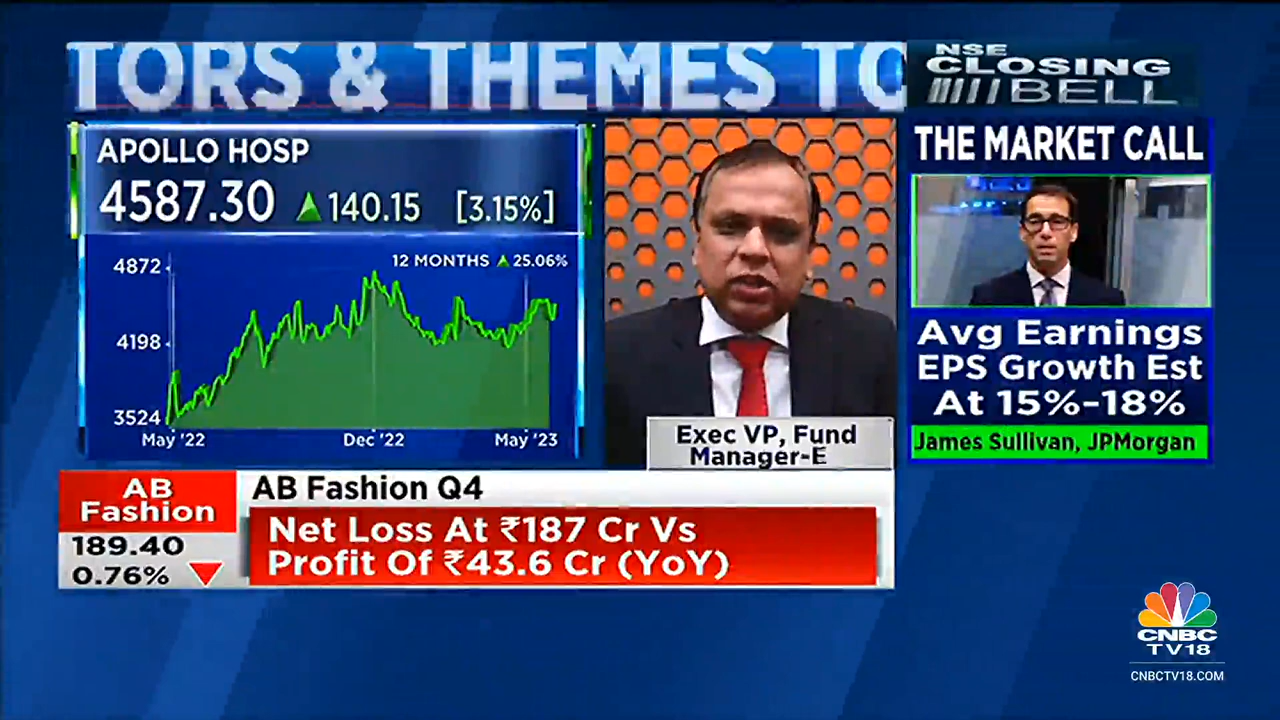 TORS & THEMES TO
NSE
CLOSING
BELL
APOLLO HOSP
4587.30 ▲ 140.15 [3.15%]
12 MONTHS ▲ 25.06%
4872
4198
3524
May '22 Dec '22 May '23
Exec VP, Fund
Manager-E
THE MARKET CALL
Avg Earnings
EPS Growth Est
At 15%-18%
James Sullivan, JPMorgan
AB
Fashion
189.40
0.76% ▼
AB Fashion Q4
Net Loss At ₹187 Cr Vs
Profit Of ₹43.6 Cr (YoY)
CNBC
TV18
CNBCTV18.COM